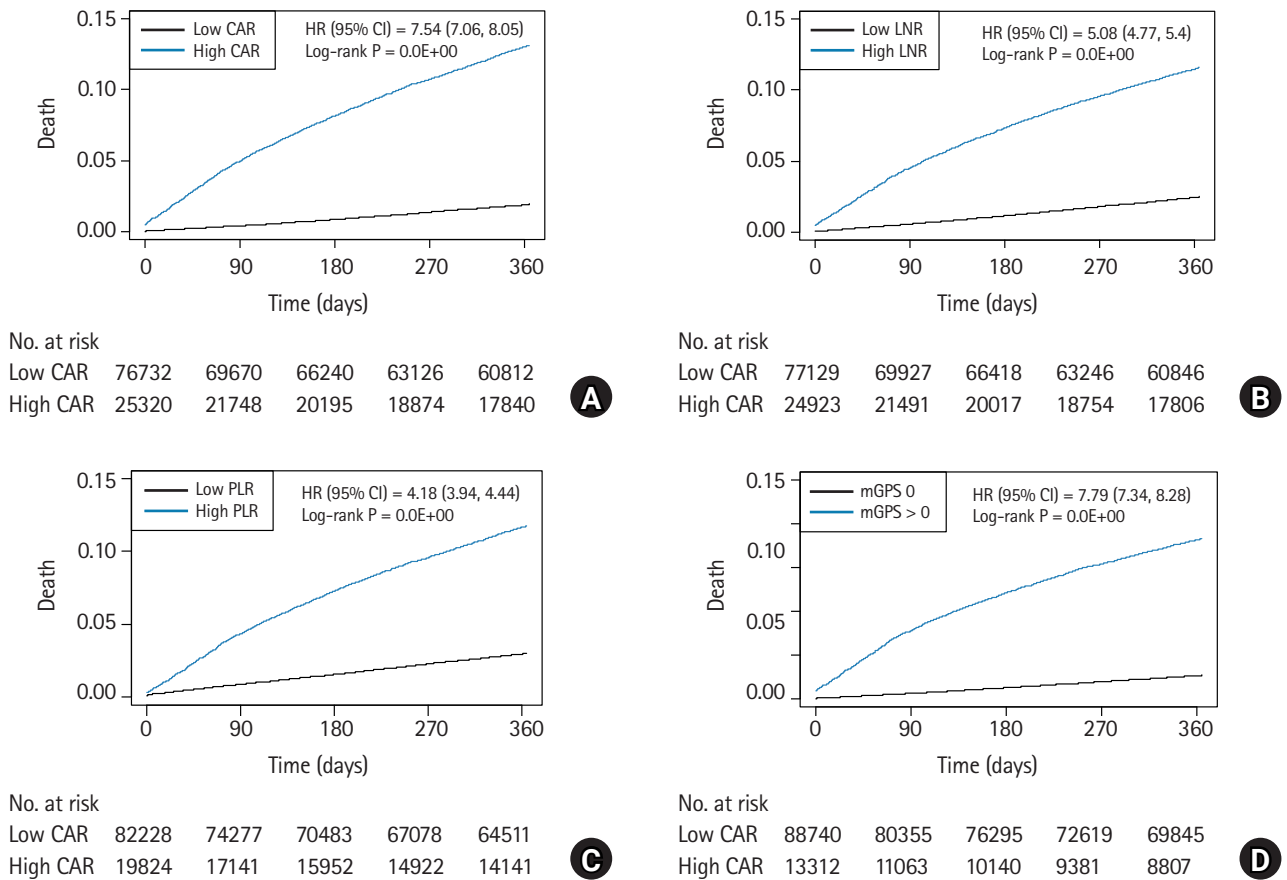 0.15
0.10
0.05
0.00
Death
Low CAR
High CAR
HR (95% CI) = 7.54 (7.06, 8.05)
Log-rank P = 0.0E+00
0 90 180 270 360
Time (days)
No. at risk
Low CAR 76732 69670 66240 63126 60812
High CAR 25320 21748 20195 18874 17840
A
0.15
0.10
0.05
0.00
Death
Low LNR
High LNR
HR (95% CI) = 5.08 (4.77, 5.4)
Log-rank P = 0.0E+00
0 90 180 270 360
Time (days)
No. at risk
Low CAR 77129 69927 66418 63246 60846
High CAR 24923 21491 20017 18754 17806
B
0.15
0.10
0.05
0.00
Death
Low PLR
High PLR
HR (95% CI) = 4.18 (3.94, 4.44)
Log-rank P = 0.0E+00
0 90 180 270 360
Time (days)
No. at risk
Low CAR 82228 74277 70483 67078 64511
High CAR 19824 17141 15952 14922 14141
C
0.15
0.10
0.05
0.00
Death
mGPS 0
mGPS > 0
HR (95% CI) = 7.79 (7.34, 8.28)
Log-rank P = 0.0E+00
0 90 180 270 360
Time (days)
No. at risk
Low CAR 88740 80355 76295 72619 69845
High CAR 13312 11063 10140 9381 8807
D